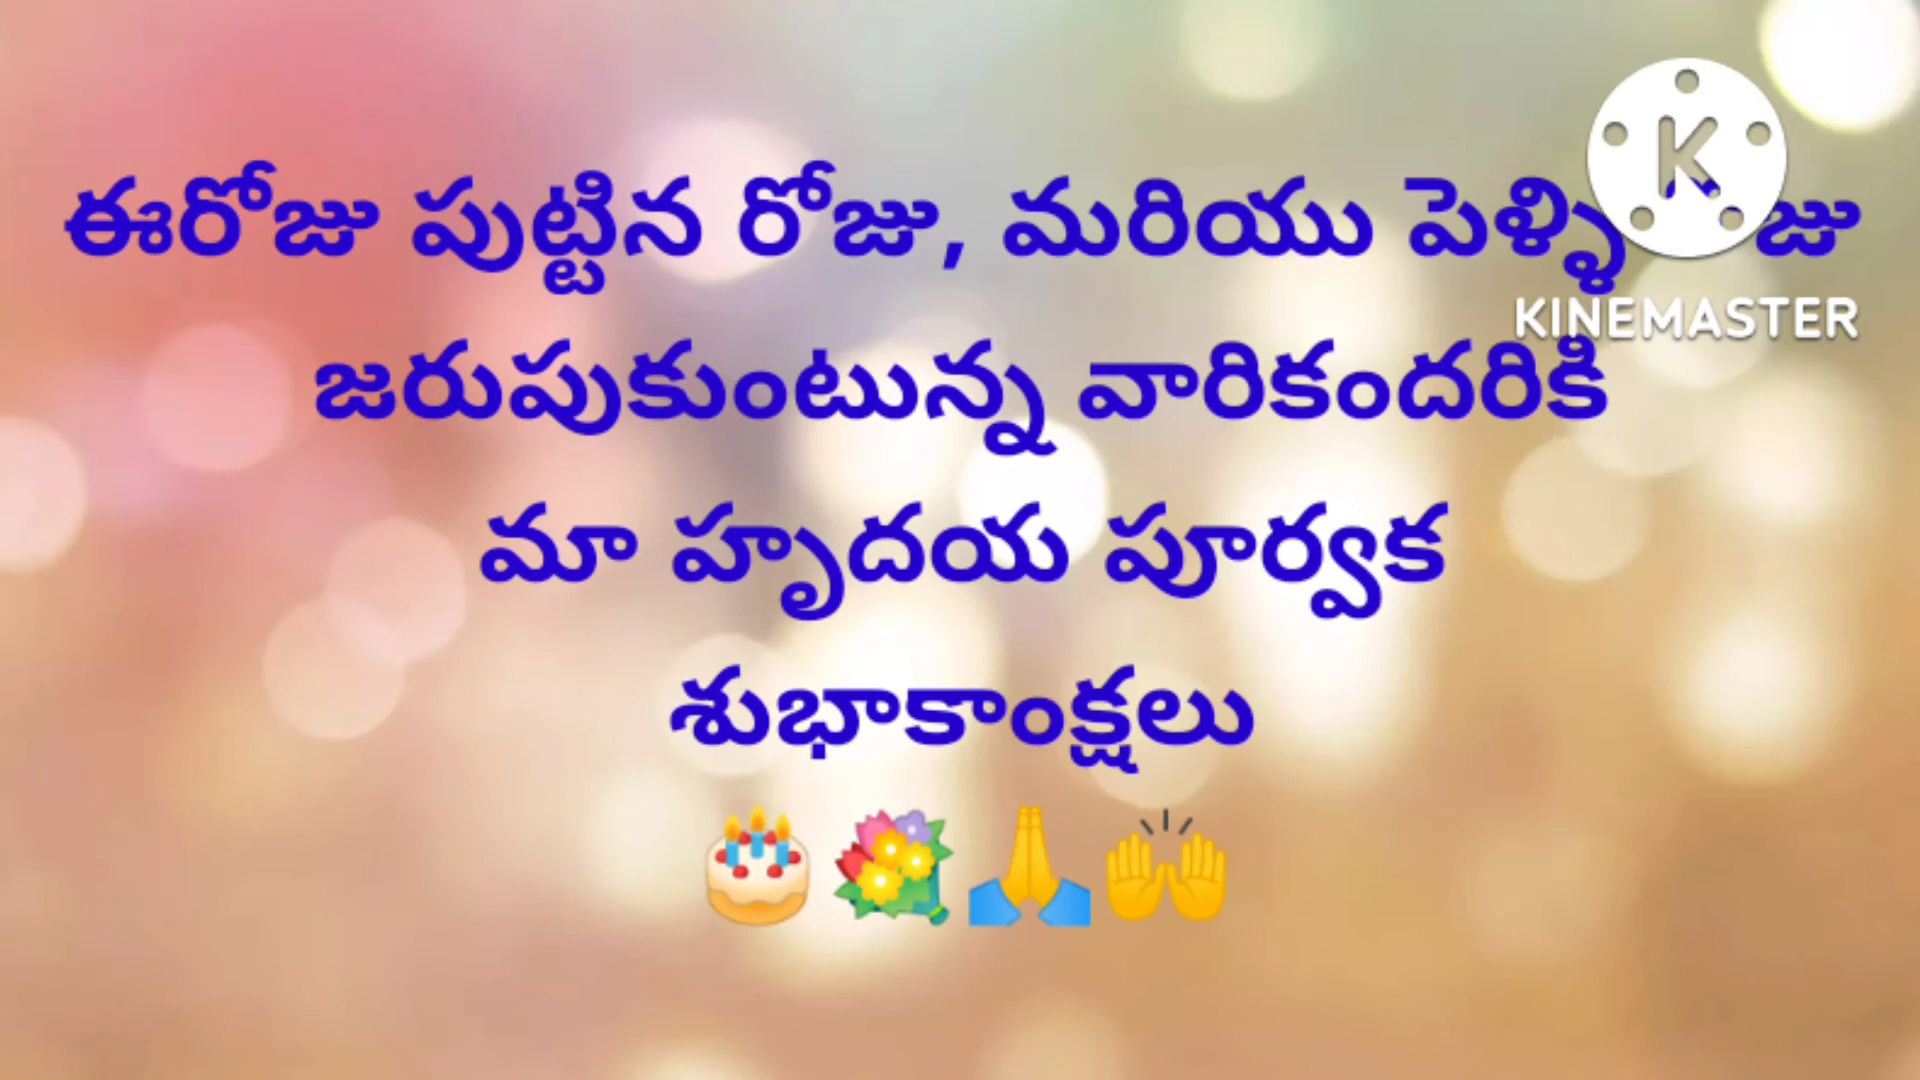 ఈరోజు పుట్టిన రోజు, మరియు పెళ్ళి
KINEMASTER
జరుపుకుంటున్న వారికందరికి
మా హృదయ పూర్వక
శుభాకాంక్షలు
🎂💐🙏🙌